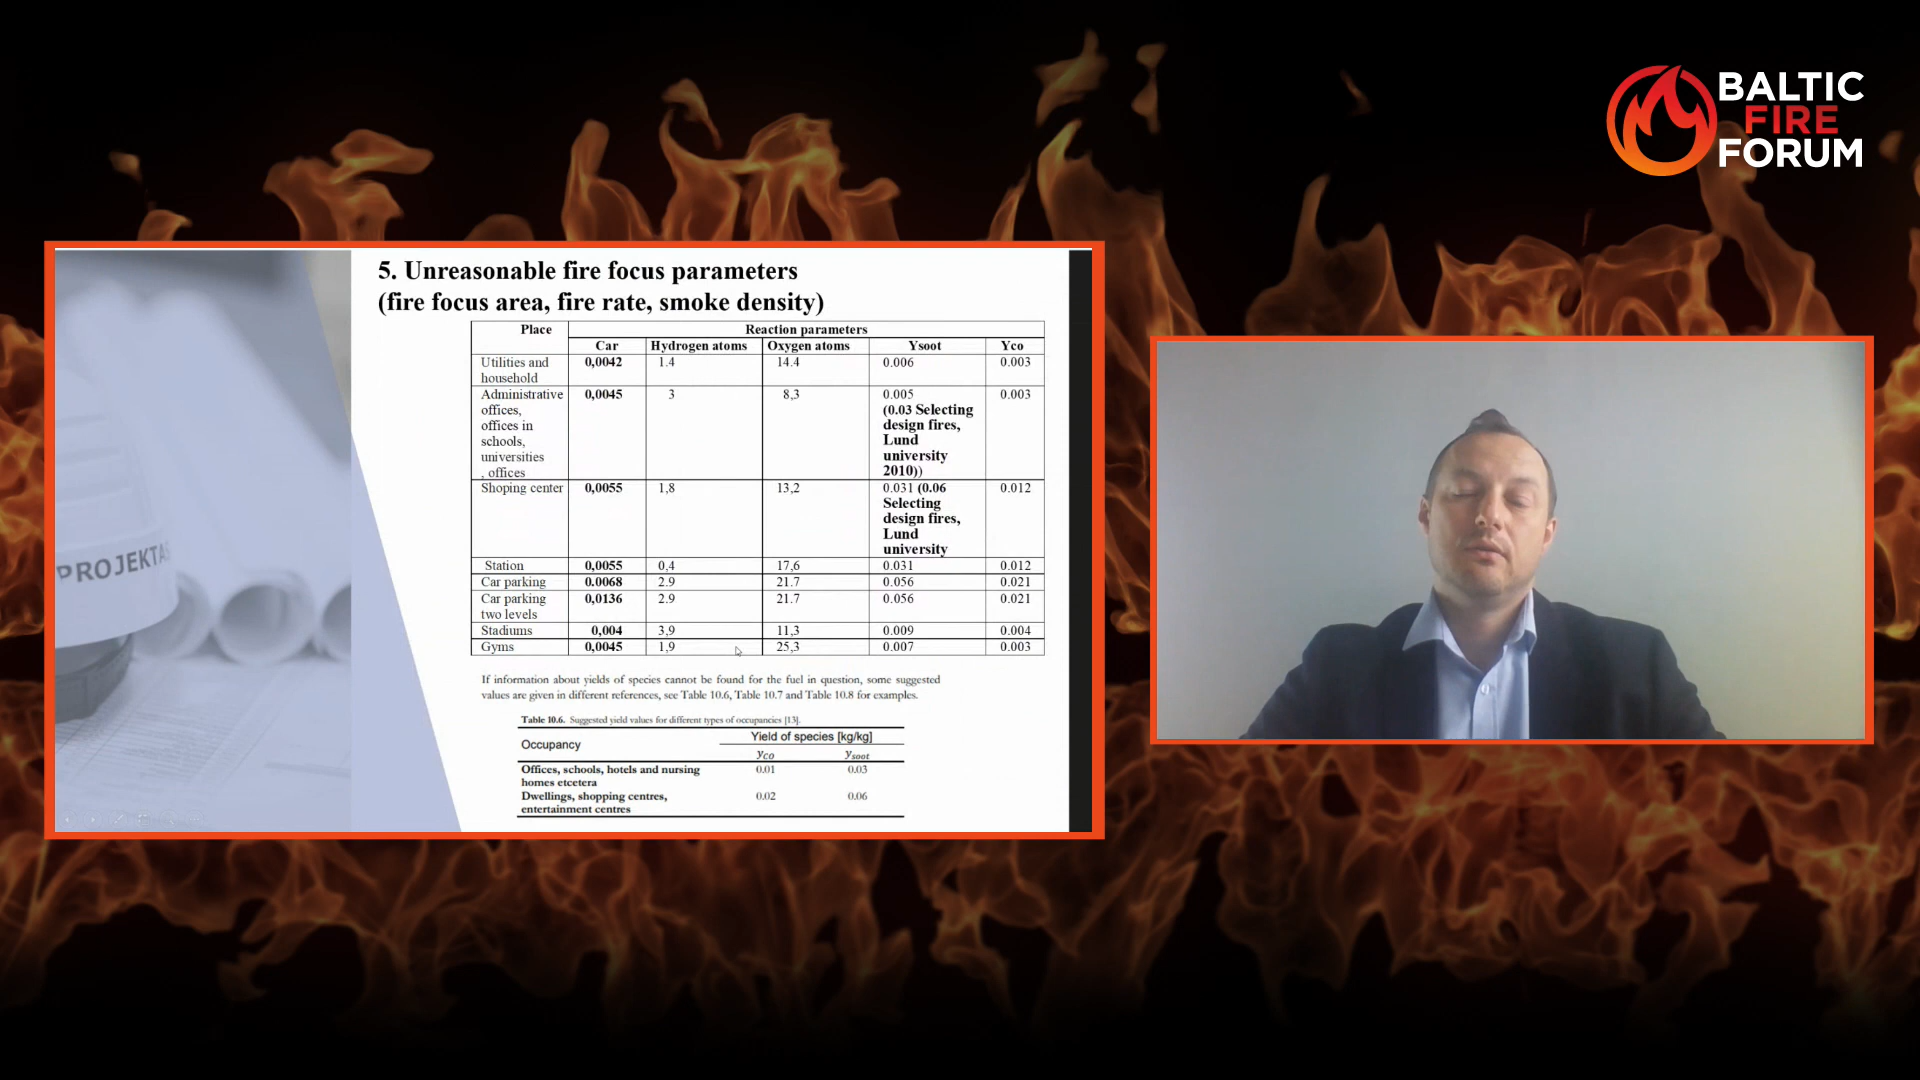 BALTIC
FIRE
FORUM
5. Unreasonable fire focus parameters
(fire focus area, fire rate, smoke density)
Place Reaction parameters
Car Hydrogen atoms Oxygen atoms Ysoot Yco
Utilities and household 0,0042 1.4 14.4 0.006 0.003
Administrative offices, offices in schools, universities , offices 0,0045 3 8,3 0.005 (0.03 Selecting design fires, Lund university 2010)) 0.003
Shoping center 0,0055 1,8 13,2 0.031 (0.06 Selecting design fires, Lund university 0.012
Station 0,0055 0,4 17,6 0.031 0.012
Car parking 0.0068 2.9 21.7 0.056 0.021
Car parking two levels 0,0136 2.9 21.7 0.056 0.021
Stadiums 0,004 3,9 11,3 0.009 0.004
Gyms 0,0045 1,9 25,3 0.007 0.003
If information about yields of species cannot be found for the fuel in question, some suggested
values are given in different references, see Table 10.6, Table 10.7 and Table 10.8 for examples.
Table 10.6. Suggested yield values for different types of occupancies [13].
Occupancy Yield of species [kg/kg]
yCO ysoot
Offices, schools, hotels and nursing homes etcetera 0.01 0.03
Dwellings, shopping centres, entertainment centres 0.02 0.06
PROJEKTA